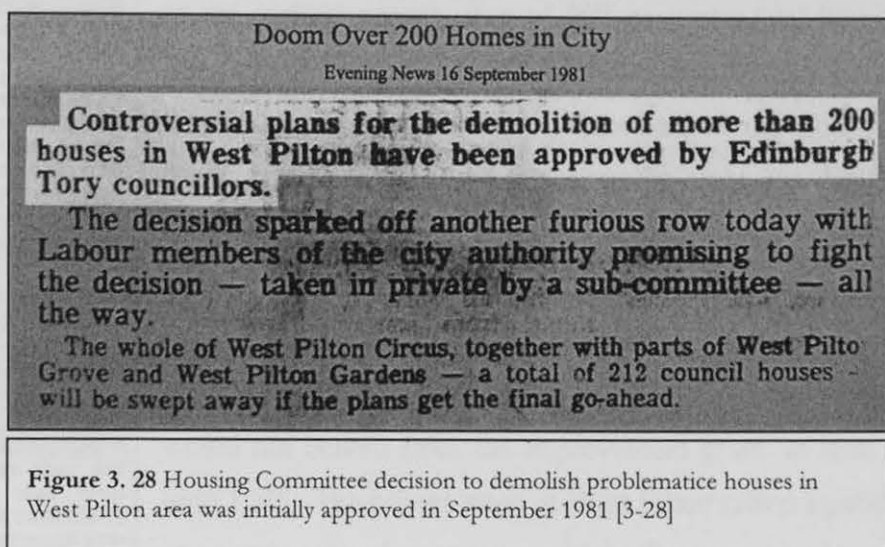 Doom Over 200 Homes in City
Evening News 16 September 1981
Controversial plans for the demolition of more than 200
houses in West Pilton have been approved by Edinburgh
Tory councillors.
The decision sparked off another furious row today with
Labour members of the city authority promising to fight
the decision — taken in private by a sub-committee — all
the way.
The whole of West Pilton Circus, together with parts of West Pilto
Grove and West Pilton Gardens — a total of 212 council houses -
will be swept away if the plans get the final go-ahead.
Figure 3. 28 Housing Committee decision to demolish problematice houses in
West Pilton area was initially approved in September 1981 [3-28]